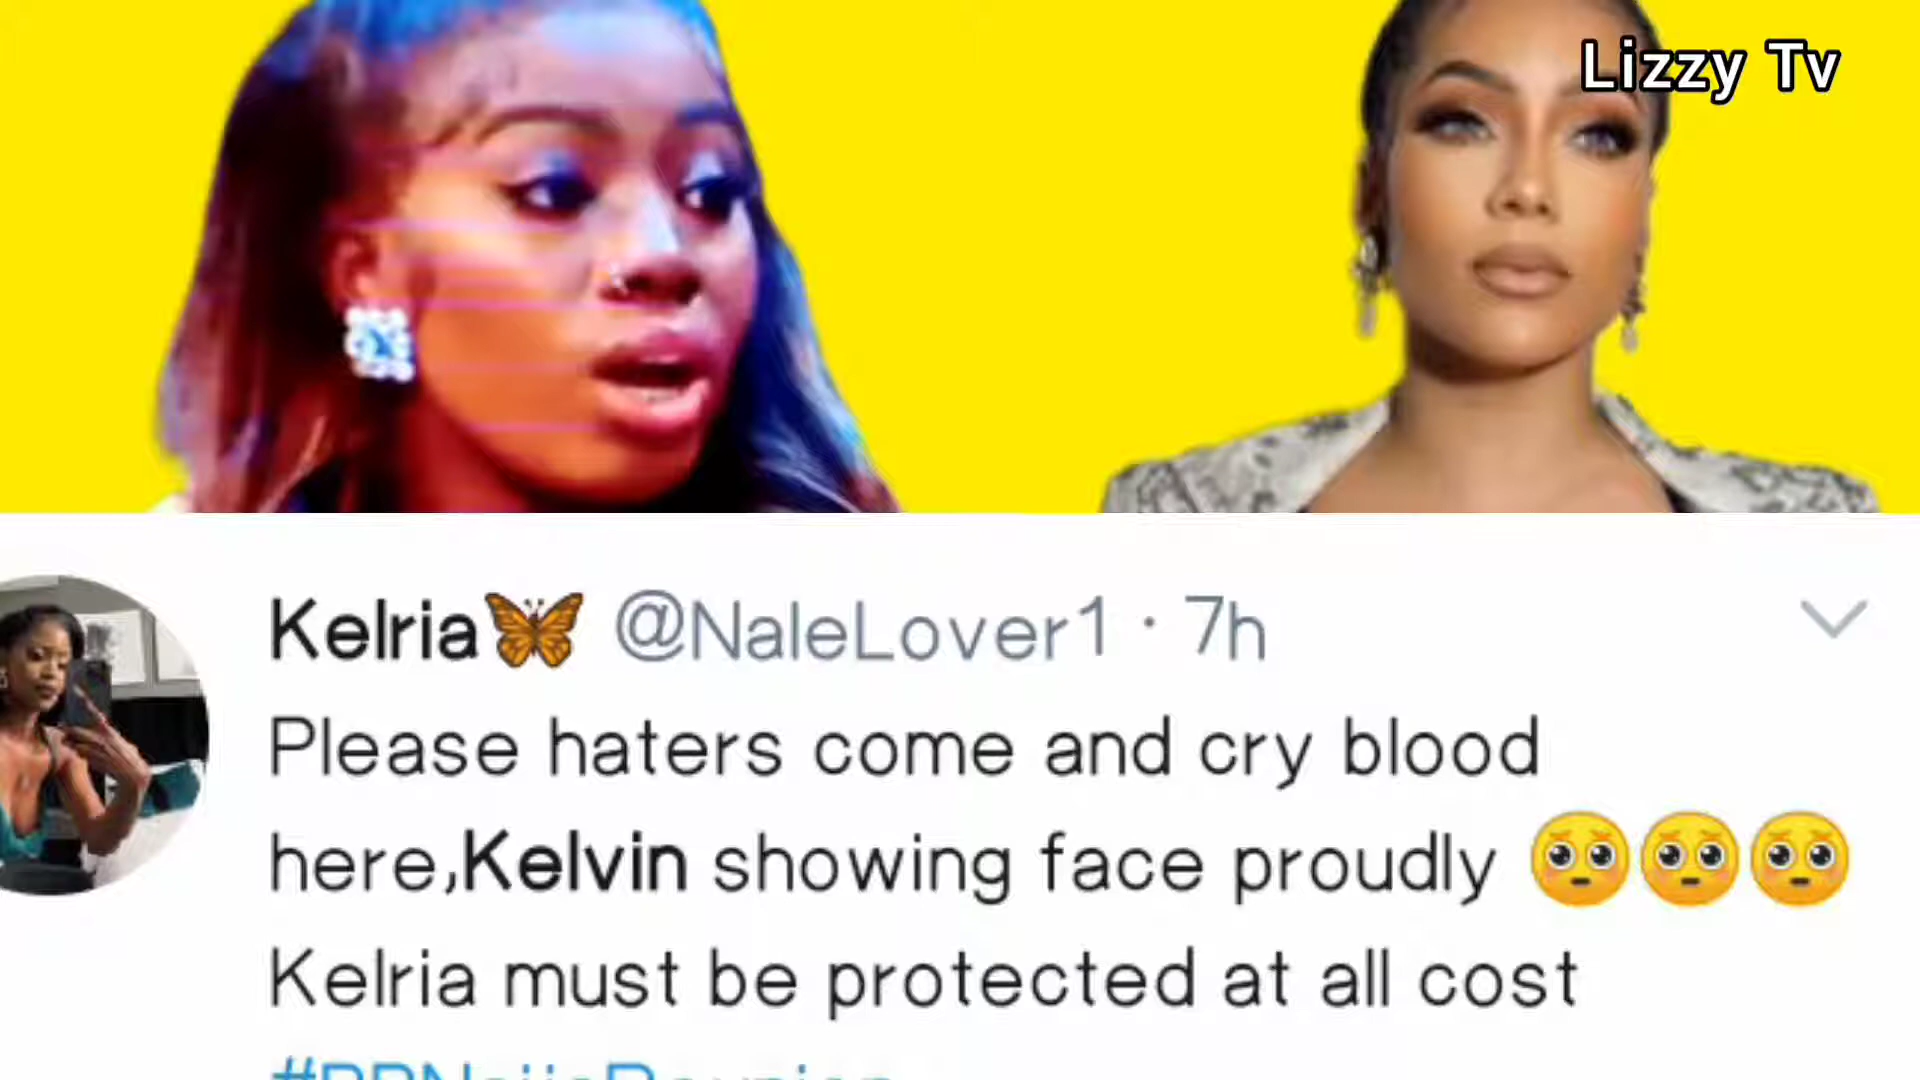 Lizzy Tv
Kelria🦋 @NaleLover1 · 7h
Please haters come and cry blood
here,Kelvin showing face proudly 🥺🥺🥺
Kelria must be protected at all cost
#BBNaijaReunion